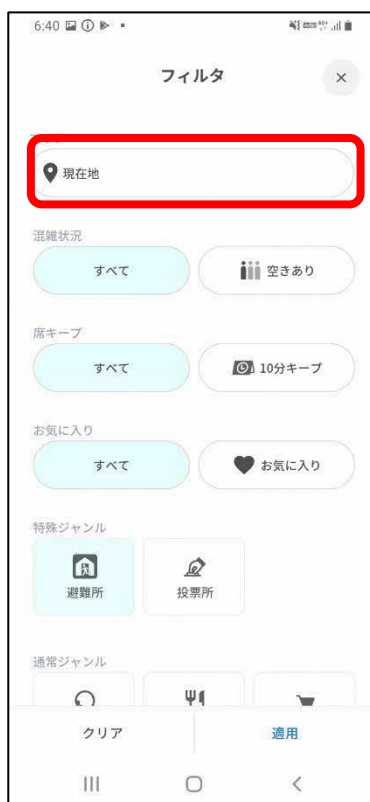 6:40
フィルタ
現在地
混雑状況
すべて 空きあり
席キープ
すべて 10分キープ
お気に入り
すべて お気に入り
特殊ジャンル
避難所 投票所
通常ジャンル
クリア 適用